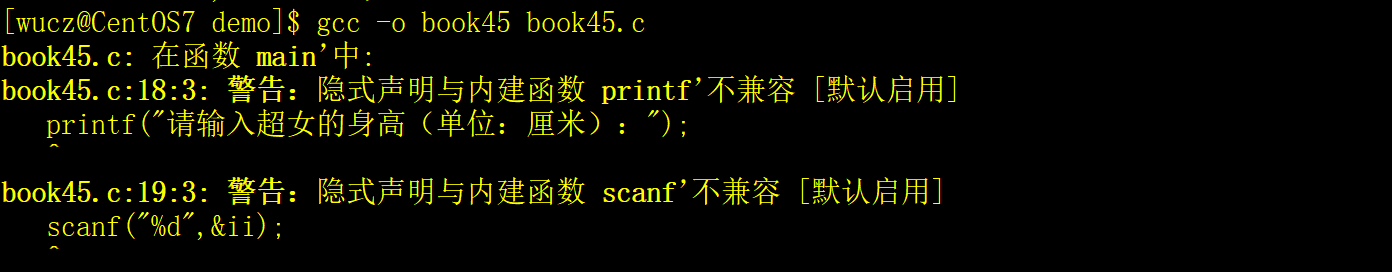 [wucz@CentOS7 demo]$ gcc -o book45 book45.c
book45.c: 在函数 main’中:
book45.c:18:3: 警告：隐式声明与内建函数 printf’不兼容 [默认启用]
printf("请输入超女的身高（单位：厘米）：");
^
book45.c:19:3: 警告：隐式声明与内建函数 scanf’不兼容 [默认启用]
scanf("%d",&ii);
^